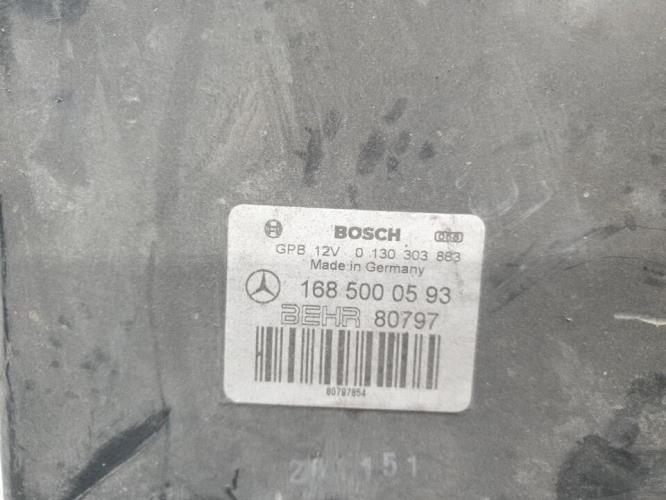 BOSCH
GPB 12V 0 130 303 883
Made in Germany
168 500 05 93
BEHR 80797
80797854